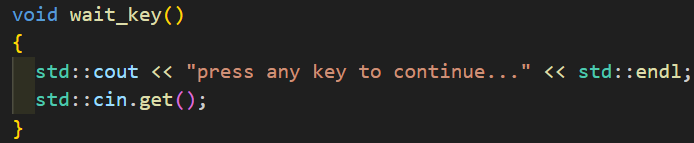 void wait_key()
{
  std::cout << "press any key to continue..." << std::endl;
  std::cin.get();
}